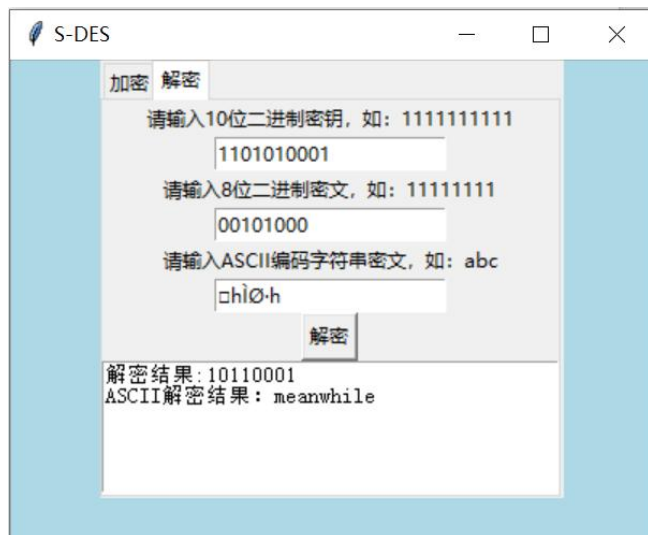 S-DES
加密 解密
请输入10位二进制密钥，如：1111111111
1101010001
请输入8位二进制密文，如：11111111
00101000
请输入ASCII编码字符串密文，如：abc
□hÌØ·h
解密
解密结果:10110001
ASCII解密结果：meanwhile